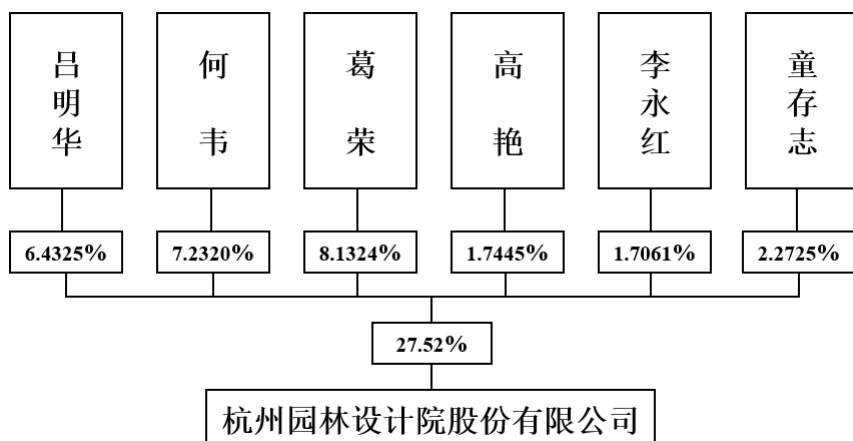 吕明华
何韦
葛荣
高艳
李永红
童存志
6.4325%
7.2320%
8.1324%
1.7445%
1.7061%
2.2725%
27.52%
杭州园林设计院股份有限公司